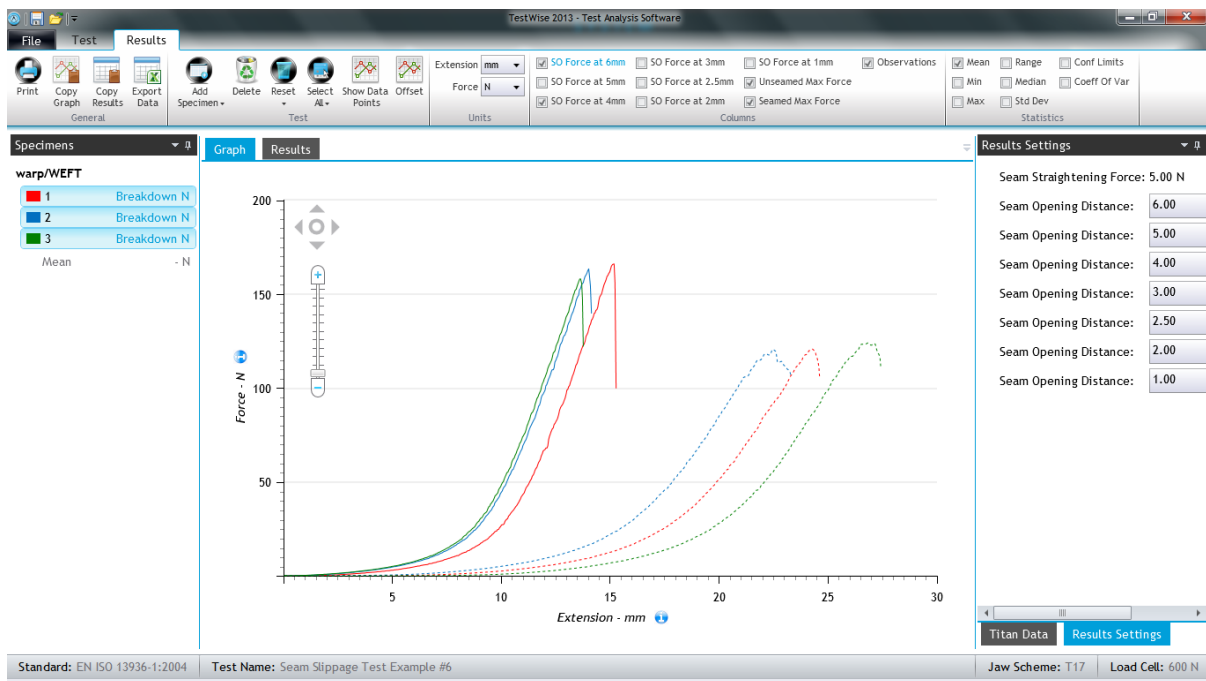 TestWise 2013 - Test Analysis Software
File Test Results
Print Copy Graph Copy Results Export Data
General
Add Specimen Delete Reset Select All Show Data Points Offset
Test
Extension mm
Force N
Units
SO Force at 6mm SO Force at 3mm SO Force at 1mm Observations
SO Force at 5mm SO Force at 2.5mm Unseamed Max Force
SO Force at 4mm SO Force at 2mm Seamed Max Force
Columns
Mean Range Conf Limits
Min Median Coeff Of Var
Max Std Dev
Statistics
Specimens
warp/WEFT
1 Breakdown N
2 Breakdown N
3 Breakdown N
Mean - N
Graph Results
200
150
100
50
Force - N
5 10 15 20 25 30
Extension - mm
Results Settings
Seam Straightening Force: 5.00 N
Seam Opening Distance: 6.00
Seam Opening Distance: 5.00
Seam Opening Distance: 4.00
Seam Opening Distance: 3.00
Seam Opening Distance: 2.50
Seam Opening Distance: 2.00
Seam Opening Distance: 1.00
Titan Data Results Settings
Standard: EN ISO 13936-1:2004 Test Name: Seam Slippage Test Example #6 Jaw Scheme: T17 Load Cell: 600 N